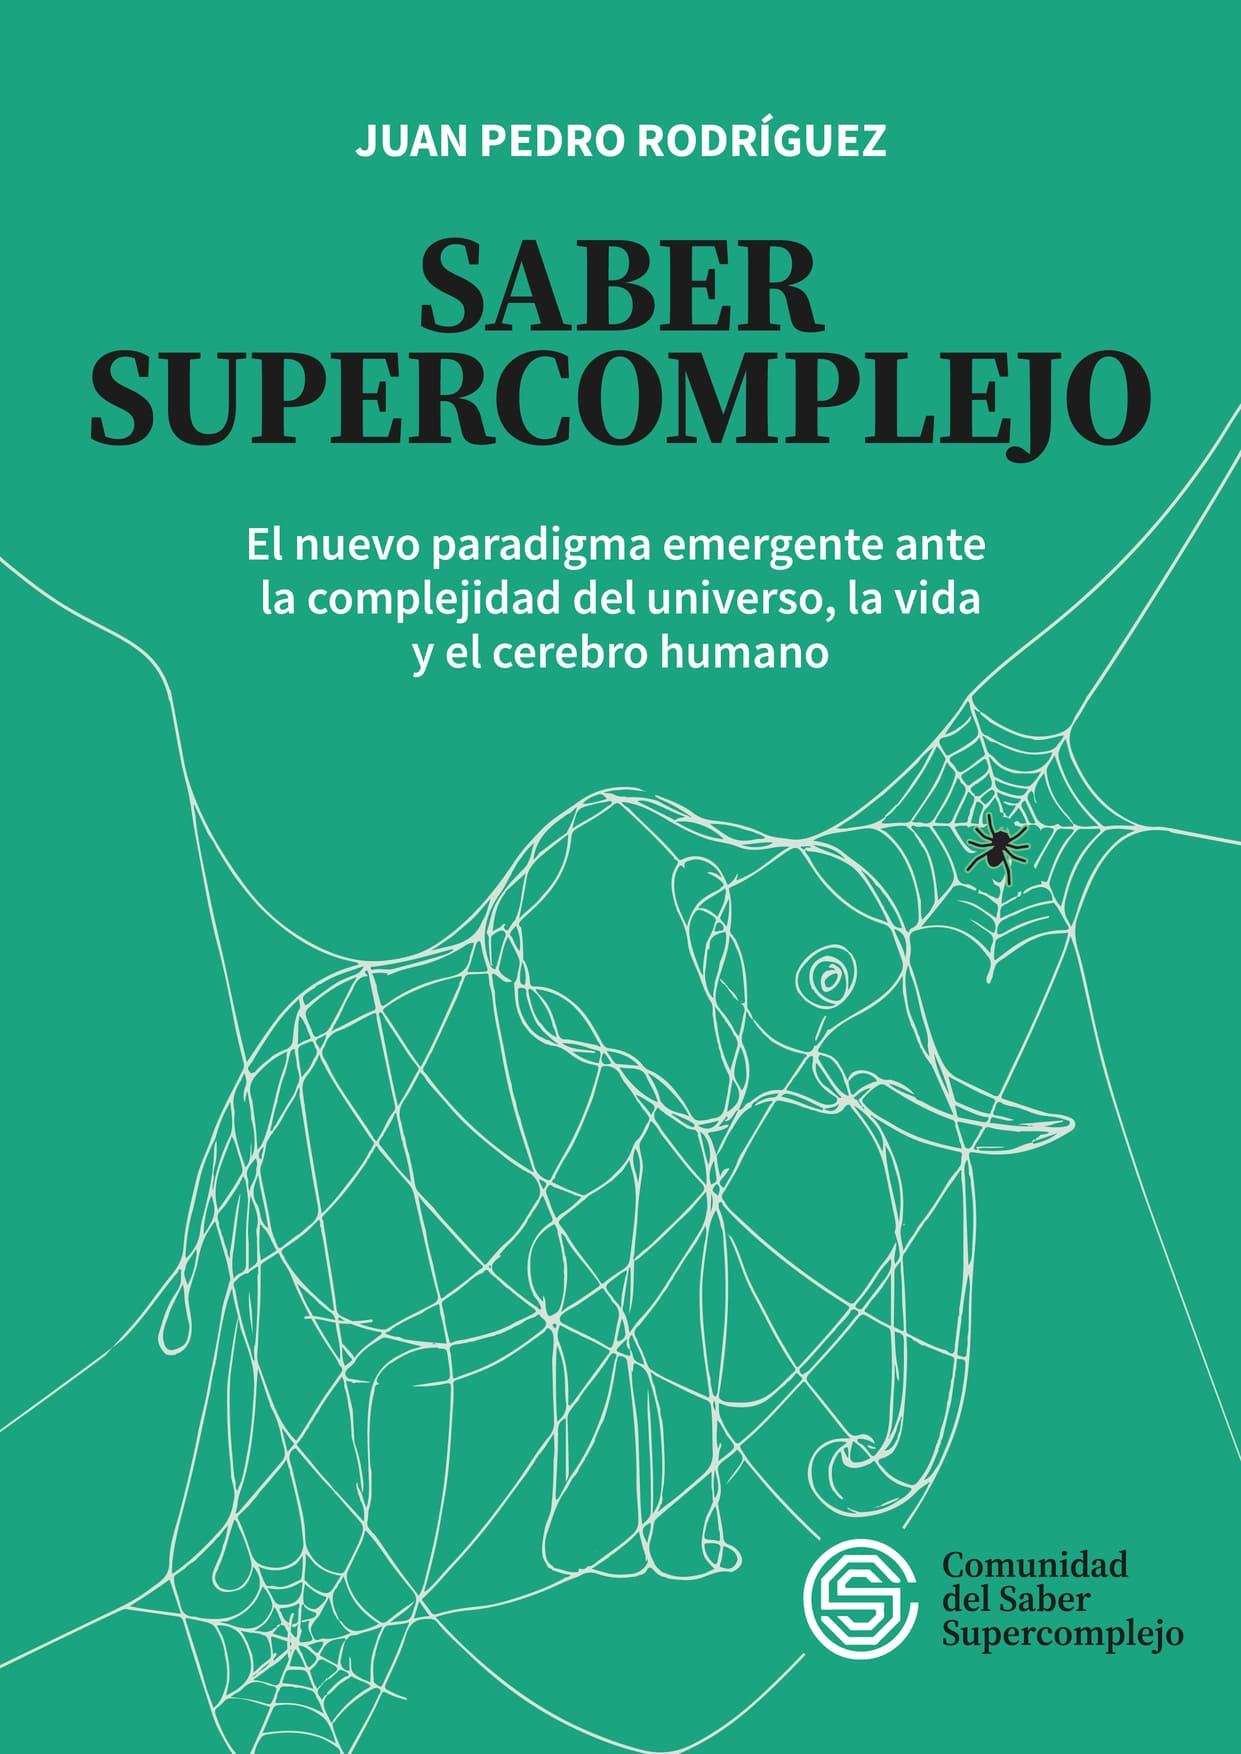 JUAN PEDRO RODRÍGUEZ
SABER
SUPERCOMPLEJO
El nuevo paradigma emergente ante
la complejidad del universo, la vida
y el cerebro humano
Comunidad
del Saber
Supercomplejo